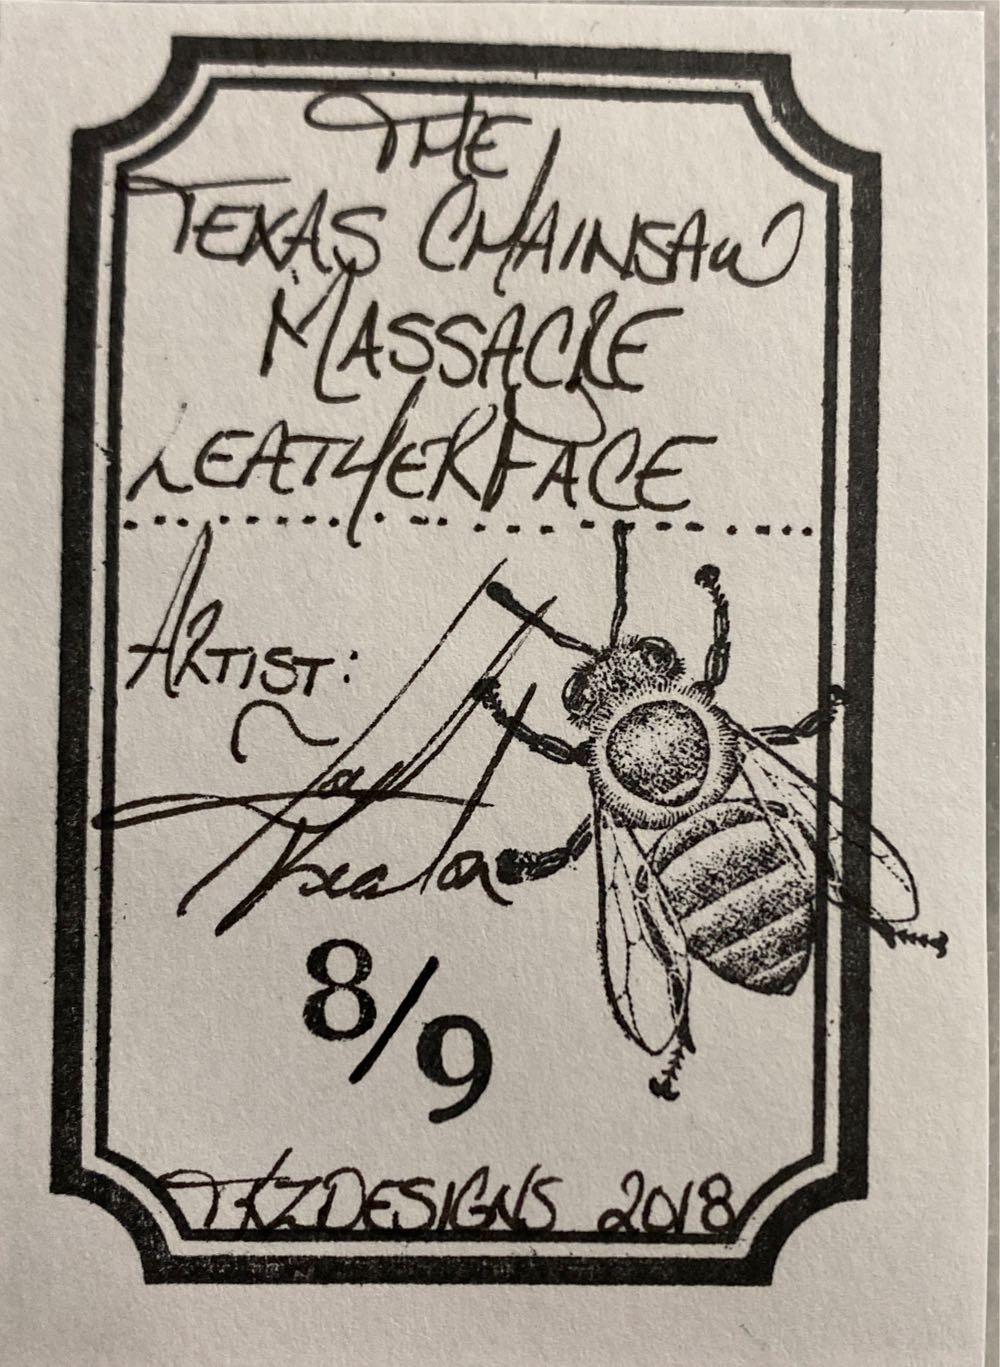 THE
TEXAS CHAINSAW
MASSACRE
LEATHERFACE
ARTIST:
8/9
TKZDESIGNS 2018